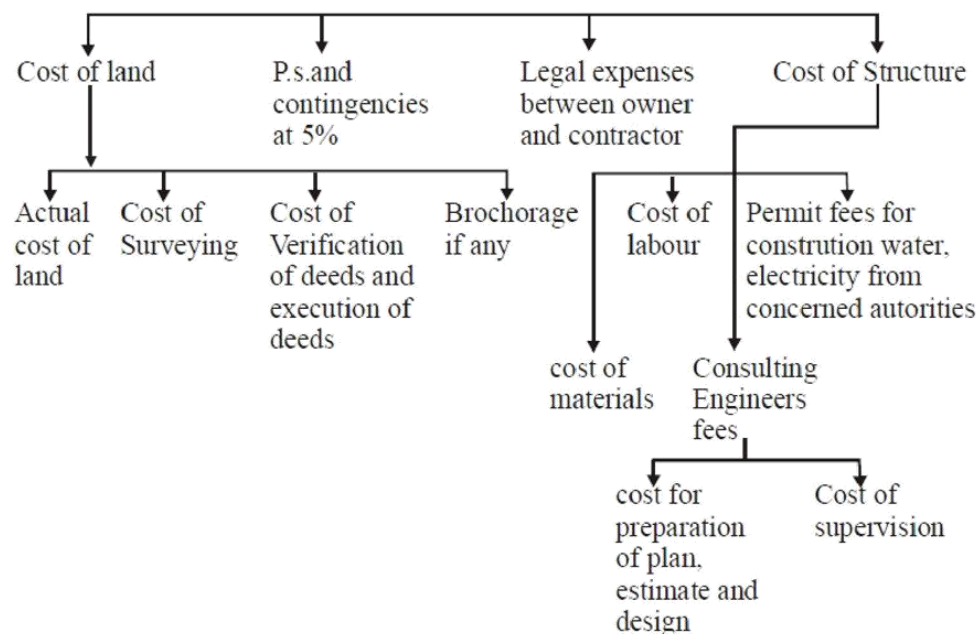 Cost of land
P.s.and
contingencies
at 5%
Legal expenses
between owner
and contractor
Cost of Structure
Actual
cost of
land
Cost of
Surveying
Cost of
Verification
of deeds and
execution of
deeds
Brochorage
if any
Cost of
labour
Permit fees for
constrution water,
electricity from
concerned autorities
cost of
materials
Consulting
Engineers
fees
cost for
preparation
of plan,
estimate and
design
Cost of
supervision